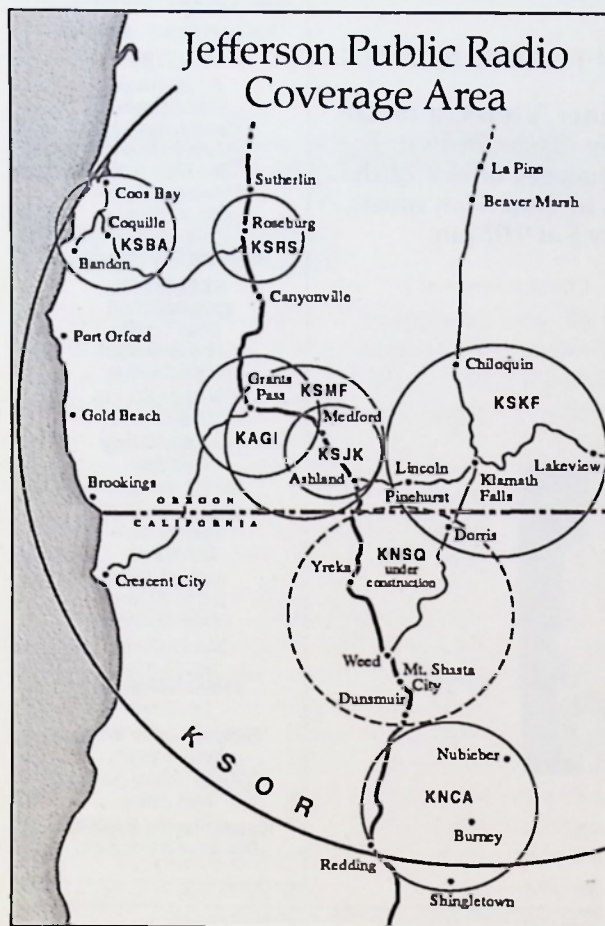 Jefferson Public Radio
Coverage Area
La Pine
Sutherlin
Coos Bay
Beaver Marsh
Coquille
KSBA
Roseburg
KSRS
Bandon
Canyonville
Port Orford
Chiloquin
Grants
Pass
KSMF
KSKF
Gold Beach
Medford
KAGI
KSJK
Lakeview
Ashland
Lincoln
Klamath
Falls
Pinehurst
Brookings
OREGON
CALIFORNIA
Dorris
KNSQ
under
construction
Yreka
Crescent City
Weed
Mt. Shasta
City
Dunsmuir
KSOR
Nubieber
KNCA
Burney
Redding
Shingletown